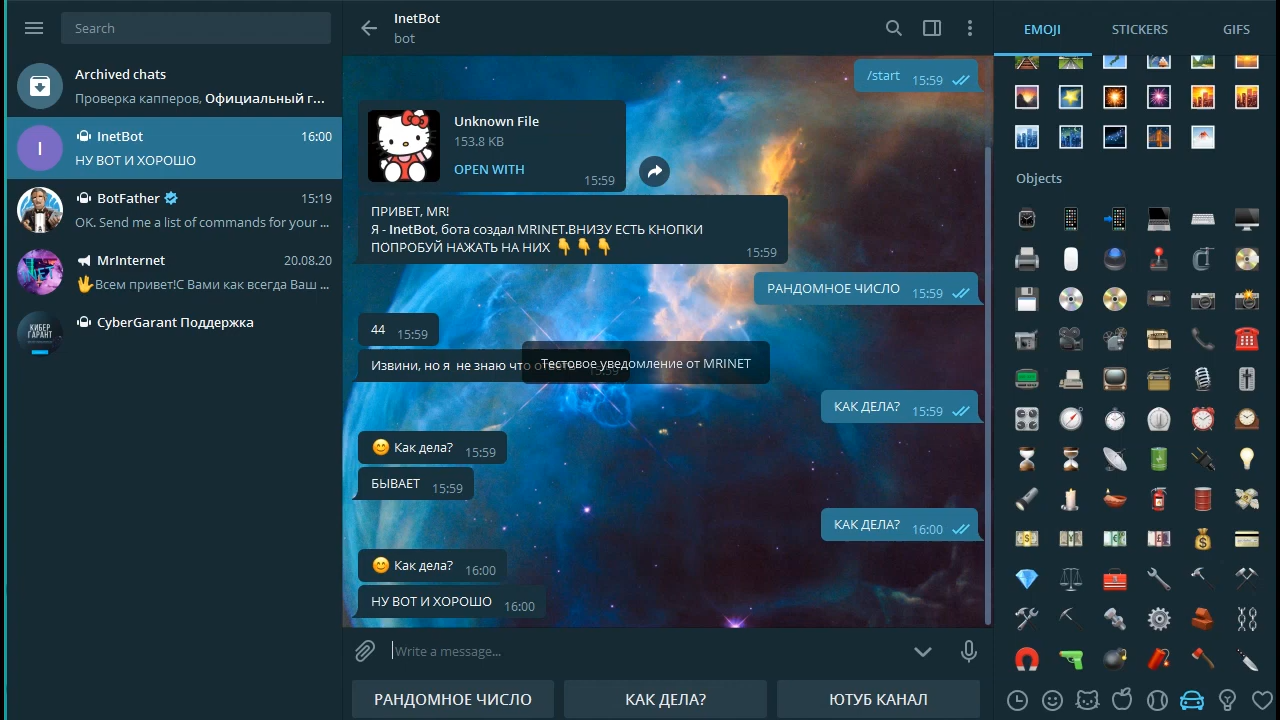 Search
Archived chats
Проверка капперов, Официальный г...
I
InetBot 16:00
НУ ВОТ И ХОРОШО
BotFather 15:19
OK. Send me a list of commands for your ...
MrInternet 20.08.20
🖖Всем привет!С Вами как всегда Ваш ...
КИБЕР
ГАРАНТ
CyberGarant Поддержка
InetBot
bot
/start 15:59
Unknown File
153.8 KB
OPEN WITH
15:59
ПРИВЕТ, MR!
Я - InetBot, бота создал MRINET.ВНИЗУ ЕСТЬ КНОПКИ
ПОПРОБУЙ НАЖАТЬ НА НИХ 👇👇👇 15:59
РАНДОМНОЕ ЧИСЛО 15:59
44 15:59
Извини, но я не знаю что 15:59
Тестовое уведомление от MRINET
КАК ДЕЛА? 15:59
😊 Как дела? 15:59
БЫВАЕТ 15:59
КАК ДЕЛА? 16:00
😊 Как дела? 16:00
НУ ВОТ И ХОРОШО 16:00
Write a message...
РАНДОМНОЕ ЧИСЛО
КАК ДЕЛА?
ЮТУБ КАНАЛ
EMOJI
STICKERS
GIFS
Objects